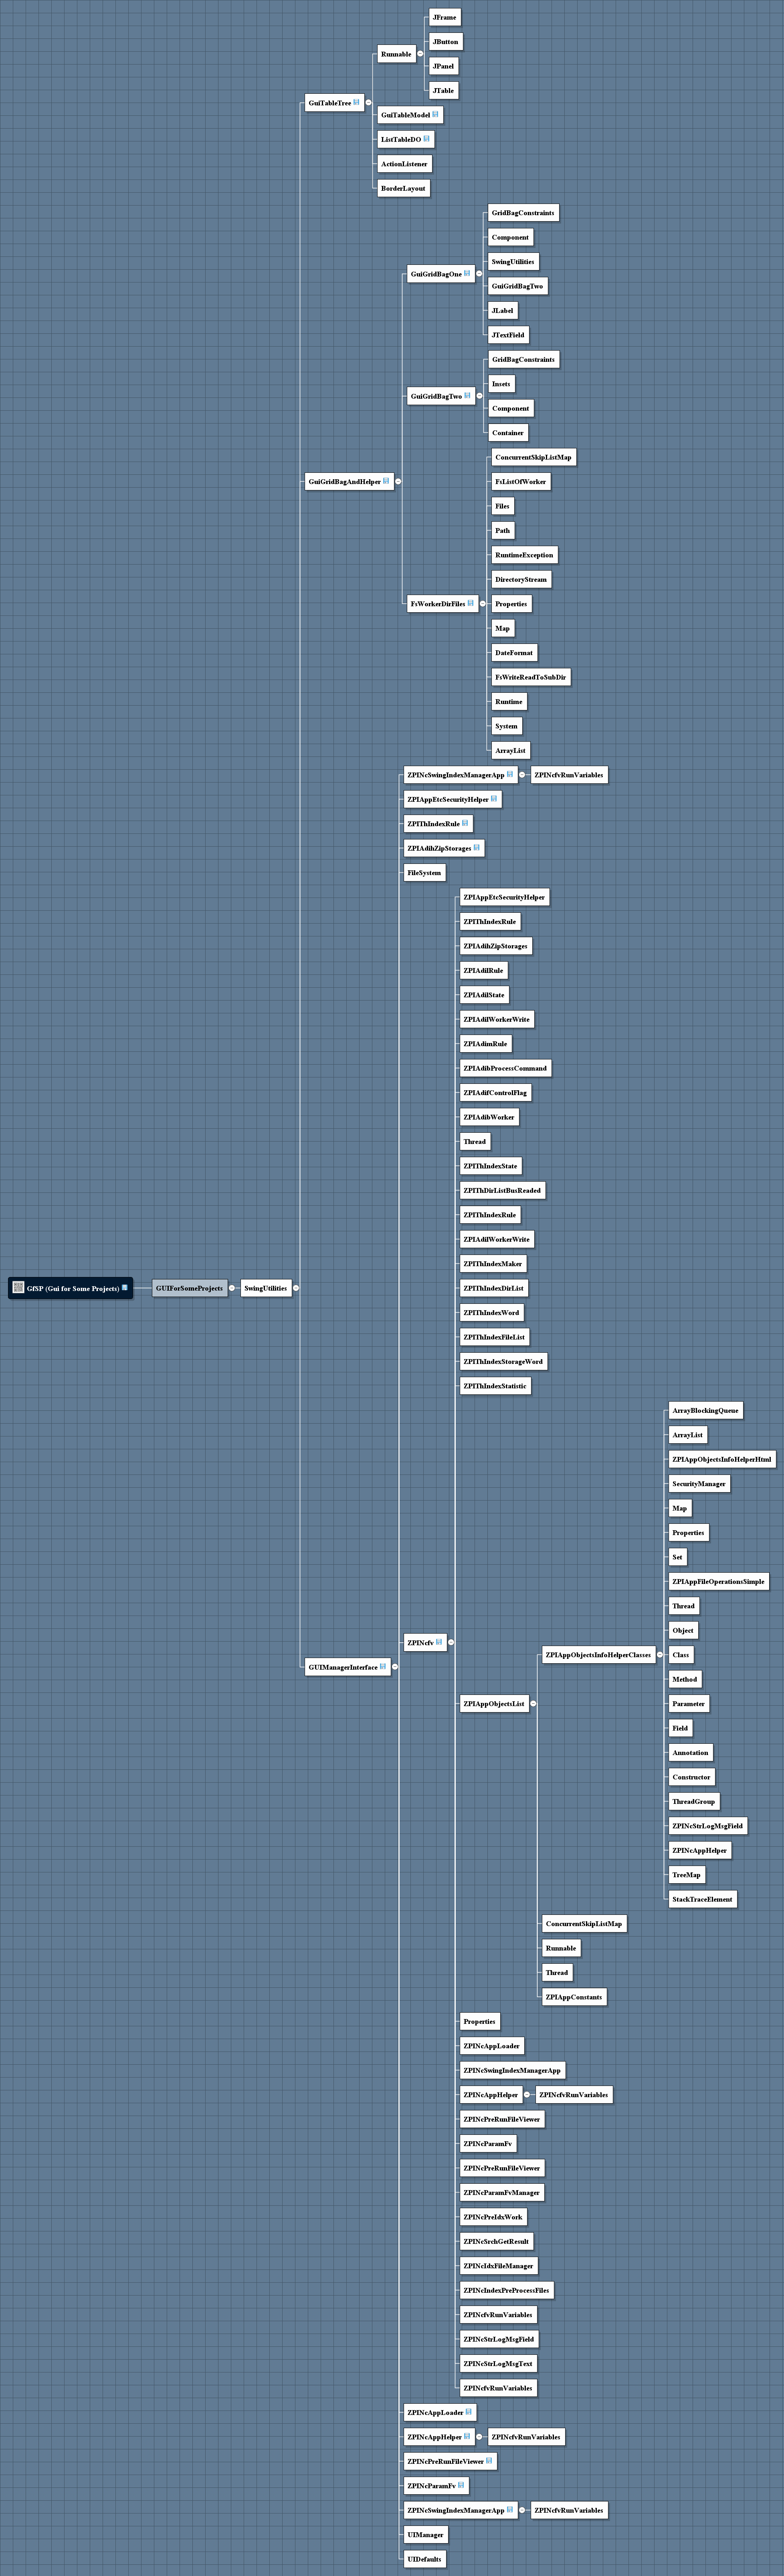 JFrame
JButton
Runnable
JPanel
JTable
GuiTableTree
GuiTableModel
ListTableDO
ActionListener
BorderLayout
GridBagConstraints
Component
SwingUtilities
GuiGridBagOne
GuiGridBagTwo
JLabel
JTextField
GridBagConstraints
Insets
GuiGridBagTwo
Component
Container
ConcurrentSkipListMap
GuiGridBagAndHelper
FsListOfWorker
Files
Path
RuntimeException
DirectoryStream
FsWorkerDirFiles
Properties
Map
DateFormat
FsWriteReadToSubDir
Runtime
System
ArrayList
ZPINcSwingIndexManagerApp
ZPINcfvRunVariables
ZPIAppEtcSecurityHelper
ZPIThIndexRule
ZPIAdihZipStorages
FileSystem
ZPIAppEtcSecurityHelper
ZPIThIndexRule
ZPIAdihZipStorages
ZPIAdilRule
ZPIAdilState
ZPIAdilWorkerWrite
ZPIAdimRule
ZPIAdibProcessCommand
ZPIAdifControlFlag
ZPIAdibWorker
Thread
ZPIThIndexState
ZPIThDirListBusReaded
ZPIThIndexRule
ZPIAdilWorkerWrite
ZPIThIndexMaker
GfSP (Gui for Some Projects)
GUIForSomeProjects
SwingUtilities
ZPIThIndexDirList
ZPIThIndexWord
ZPIThIndexFileList
ZPIThIndexStorageWord
ZPIThIndexStatistic
ArrayBlockingQueue
ArrayList
ZPIAppObjectsInfoHelperHtml
SecurityManager
Map
Properties
Set
ZPIAppFileOperationsSimple
Thread
Object
ZPINcfv
ZPIAppObjectsInfoHelperClasses
Class
GUIManagerInterface
Method
ZPIAppObjectsList
Parameter
Field
Annotation
Constructor
ThreadGroup
ZPINcStrLogMsgField
ZPINcAppHelper
TreeMap
StackTraceElement
ConcurrentSkipListMap
Runnable
Thread
ZPIAppConstants
Properties
ZPINcAppLoader
ZPINcSwingIndexManagerApp
ZPINcAppHelper
ZPINcfvRunVariables
ZPINcPreRunFileViewer
ZPINcParamFv
ZPINcPreRunFileViewer
ZPINcParamFvManager
ZPINcPreIdxWork
ZPINcSrchGetResult
ZPINcIdxFileManager
ZPINcIndexPreProcessFiles
ZPINcfvRunVariables
ZPINcStrLogMsgField
ZPINcStrLogMsgText
ZPINcfvRunVariables
ZPINcAppLoader
ZPINcAppHelper
ZPINcfvRunVariables
ZPINcPreRunFileViewer
ZPINcParamFv
ZPINcSwingIndexManagerApp
ZPINcfvRunVariables
UIManager
UIDefaults